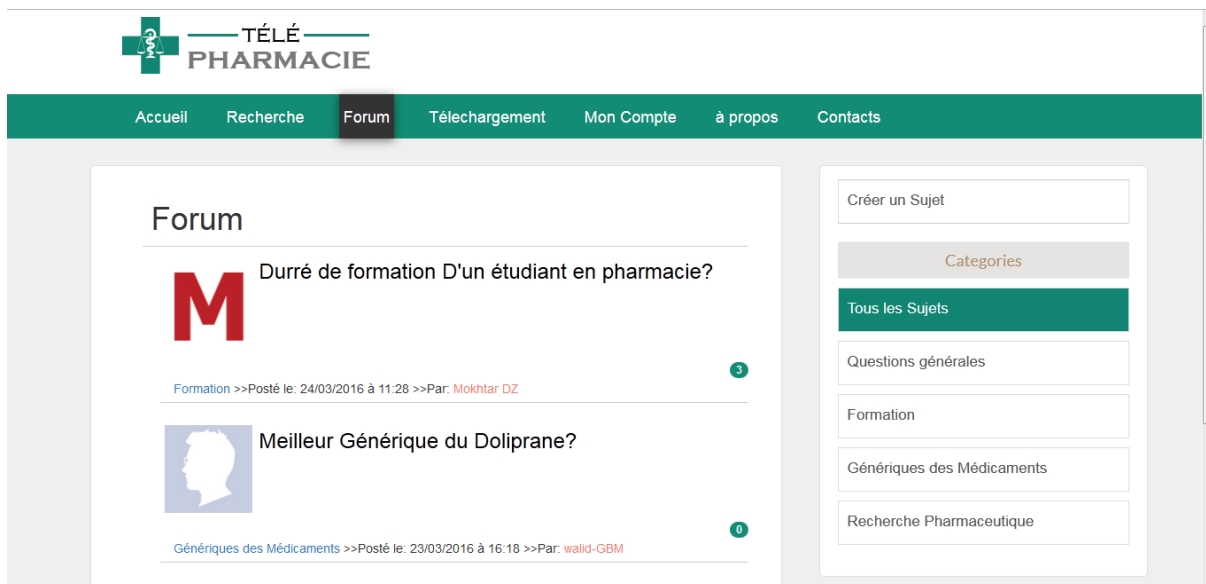 TÉLÉ
PHARMACIE
Accueil Recherche Forum Télechargement Mon Compte à propos Contacts
Forum
M
Durré de formation D'un étudiant en pharmacie?
3
Formation >>Posté le: 24/03/2016 à 11:28 >>Par: Mokhtar DZ
Meilleur Générique du Doliprane?
0
Génériques des Médicaments >>Posté le: 23/03/2016 à 16:18 >>Par: walid-GBM
Créer un Sujet
Categories
Tous les Sujets
Questions générales
Formation
Génériques des Médicaments
Recherche Pharmaceutique